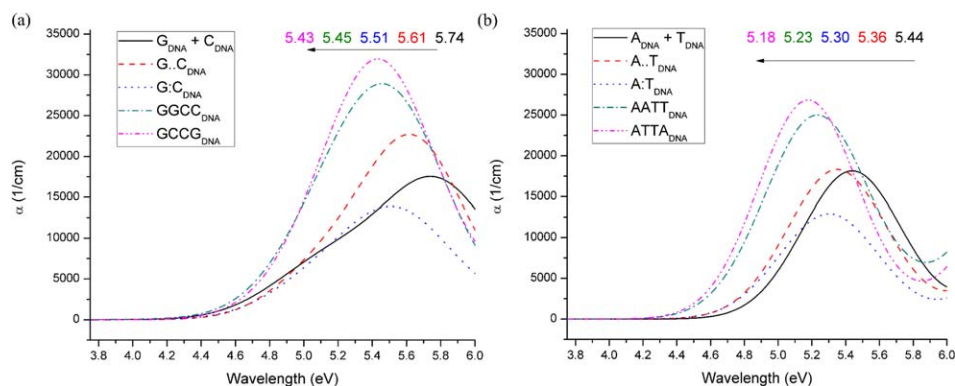 (a)
5.43 5.45 5.51 5.61 5.74
G_DNA + C_DNA
G..C_DNA
G:C_DNA
GGCC_DNA
GCCG_DNA
35000
30000
25000
20000
15000
10000
5000
0
α (1/cm)
3.8 4.0 4.2 4.4 4.6 4.8 5.0 5.2 5.4 5.6 5.8 6.0
Wavelength (eV)
(b)
5.18 5.23 5.30 5.36 5.44
A_DNA + T_DNA
A..T_DNA
A:T_DNA
AATT_DNA
ATTA_DNA
35000
30000
25000
20000
15000
10000
5000
0
α (1/cm)
3.8 4.0 4.2 4.4 4.6 4.8 5.0 5.2 5.4 5.6 5.8 6.0
Wavelength (eV)